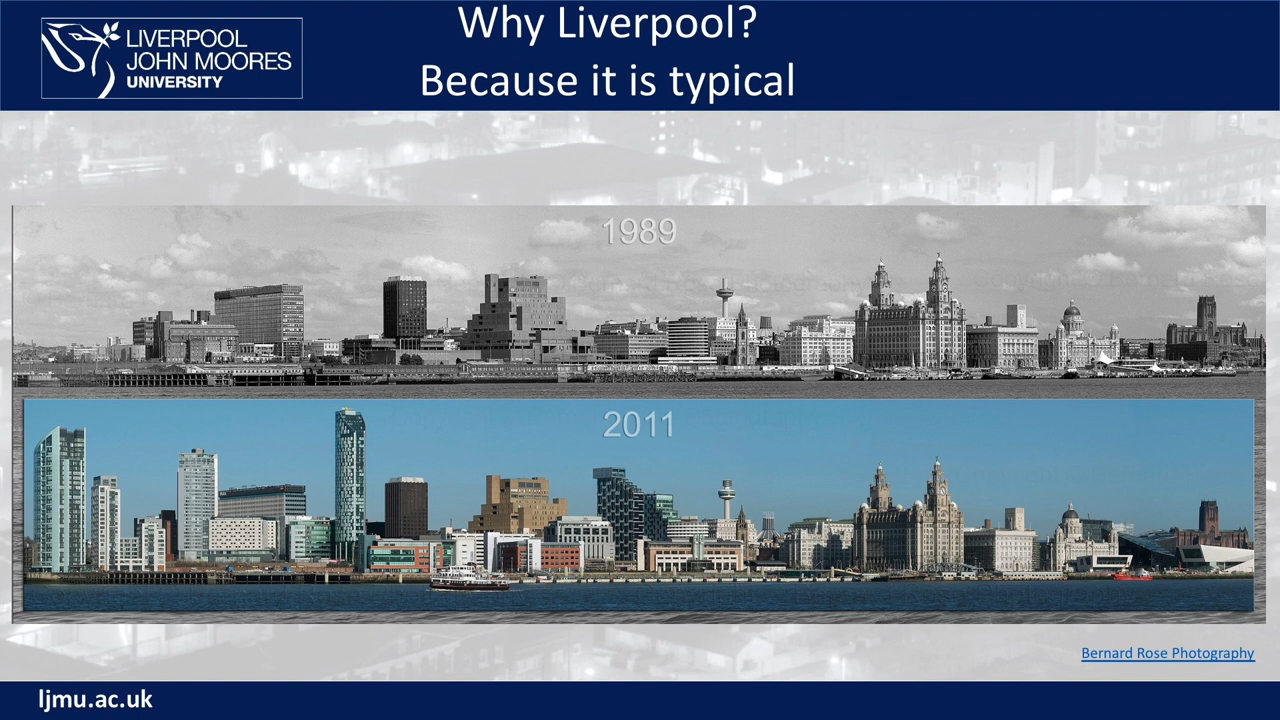 LIVERPOOL
JOHN MOORES
UNIVERSITY
Why Liverpool?
Because it is typical
1989
2011
Bernard Rose Photography
ljmu.ac.uk